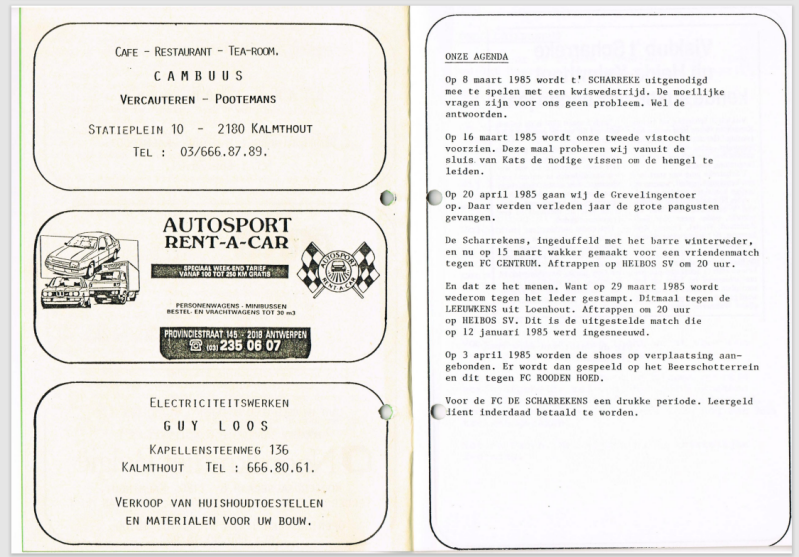 CAFE - RESTAURANT - TEA-ROOM.
CAMBUUS
VERCAUTEREN - POOTEMANS
STATIEPLEIN 10 - 2180 KALMTHOUT
TEL : 03/666.87.89.
AUTOSPORT
RENT-A-CAR
SPECIAAL WEEK-END TARIEF
VANAF 100 TOT 250 KM GRATIS
AUTOSPORT
RENT-A-CAR
PERSONENWAGENS - MINIBUSSEN
BESTEL- EN VRACHTWAGENS TOT 30 m3
PROVINCIESTRAAT 145 - 2018 ANTWERPEN
☎ (03) 235 06 07
ELECTRICITEITSWERKEN
GUY LOOS
KAPELLENSTEENWEG 136
KALMTHOUT TEL : 666.80.61.
VERKOOP VAN HUISHOUDTOESTELLEN
EN MATERIALEN VOOR UW BOUW.
ONZE AGENDA
Op 8 maart 1985 wordt t' SCHARREKE uitgenodigd
mee te spelen met een kwiswedstrijd. De moeilijke
vragen zijn voor ons geen probleem. Wel de
antwoorden.
Op 16 maart 1985 wordt onze tweede vistocht
voorzien. Deze maal proberen wij vanuit de
sluis van Kats de nodige vissen om de hengel te
leiden.
Op 20 april 1985 gaan wij de Grevelingentoer
op. Daar werden verleden jaar de grote pangusten
gevangen.
De Scharrekens, ingeduffeld met het barre winterweder,
en nu op 15 maart wakker gemaakt voor een vriendenmatch
tegen FC CENTRUM. Aftrappen op HEIBOS SV om 20 uur.
En dat ze het menen. Want op 29 maart 1985 wordt
wederom tegen het leder gestampt. Ditmaal tegen de
LEEUWKENS uit Loenhout. Aftrappen om 20 uur
op HEIBOS SV. Dit is de uitgestelde match die
op 12 januari 1985 werd ingesneeuwd.
Op 3 april 1985 worden de shoes op verplaatsing aan-
gebonden. Er wordt dan gespeeld op het Beerschotterrein
en dit tegen FC ROODEN HOED.
Voor de FC DE SCHARREKENS een drukke periode. Leergeld
dient inderdaad betaald te worden.